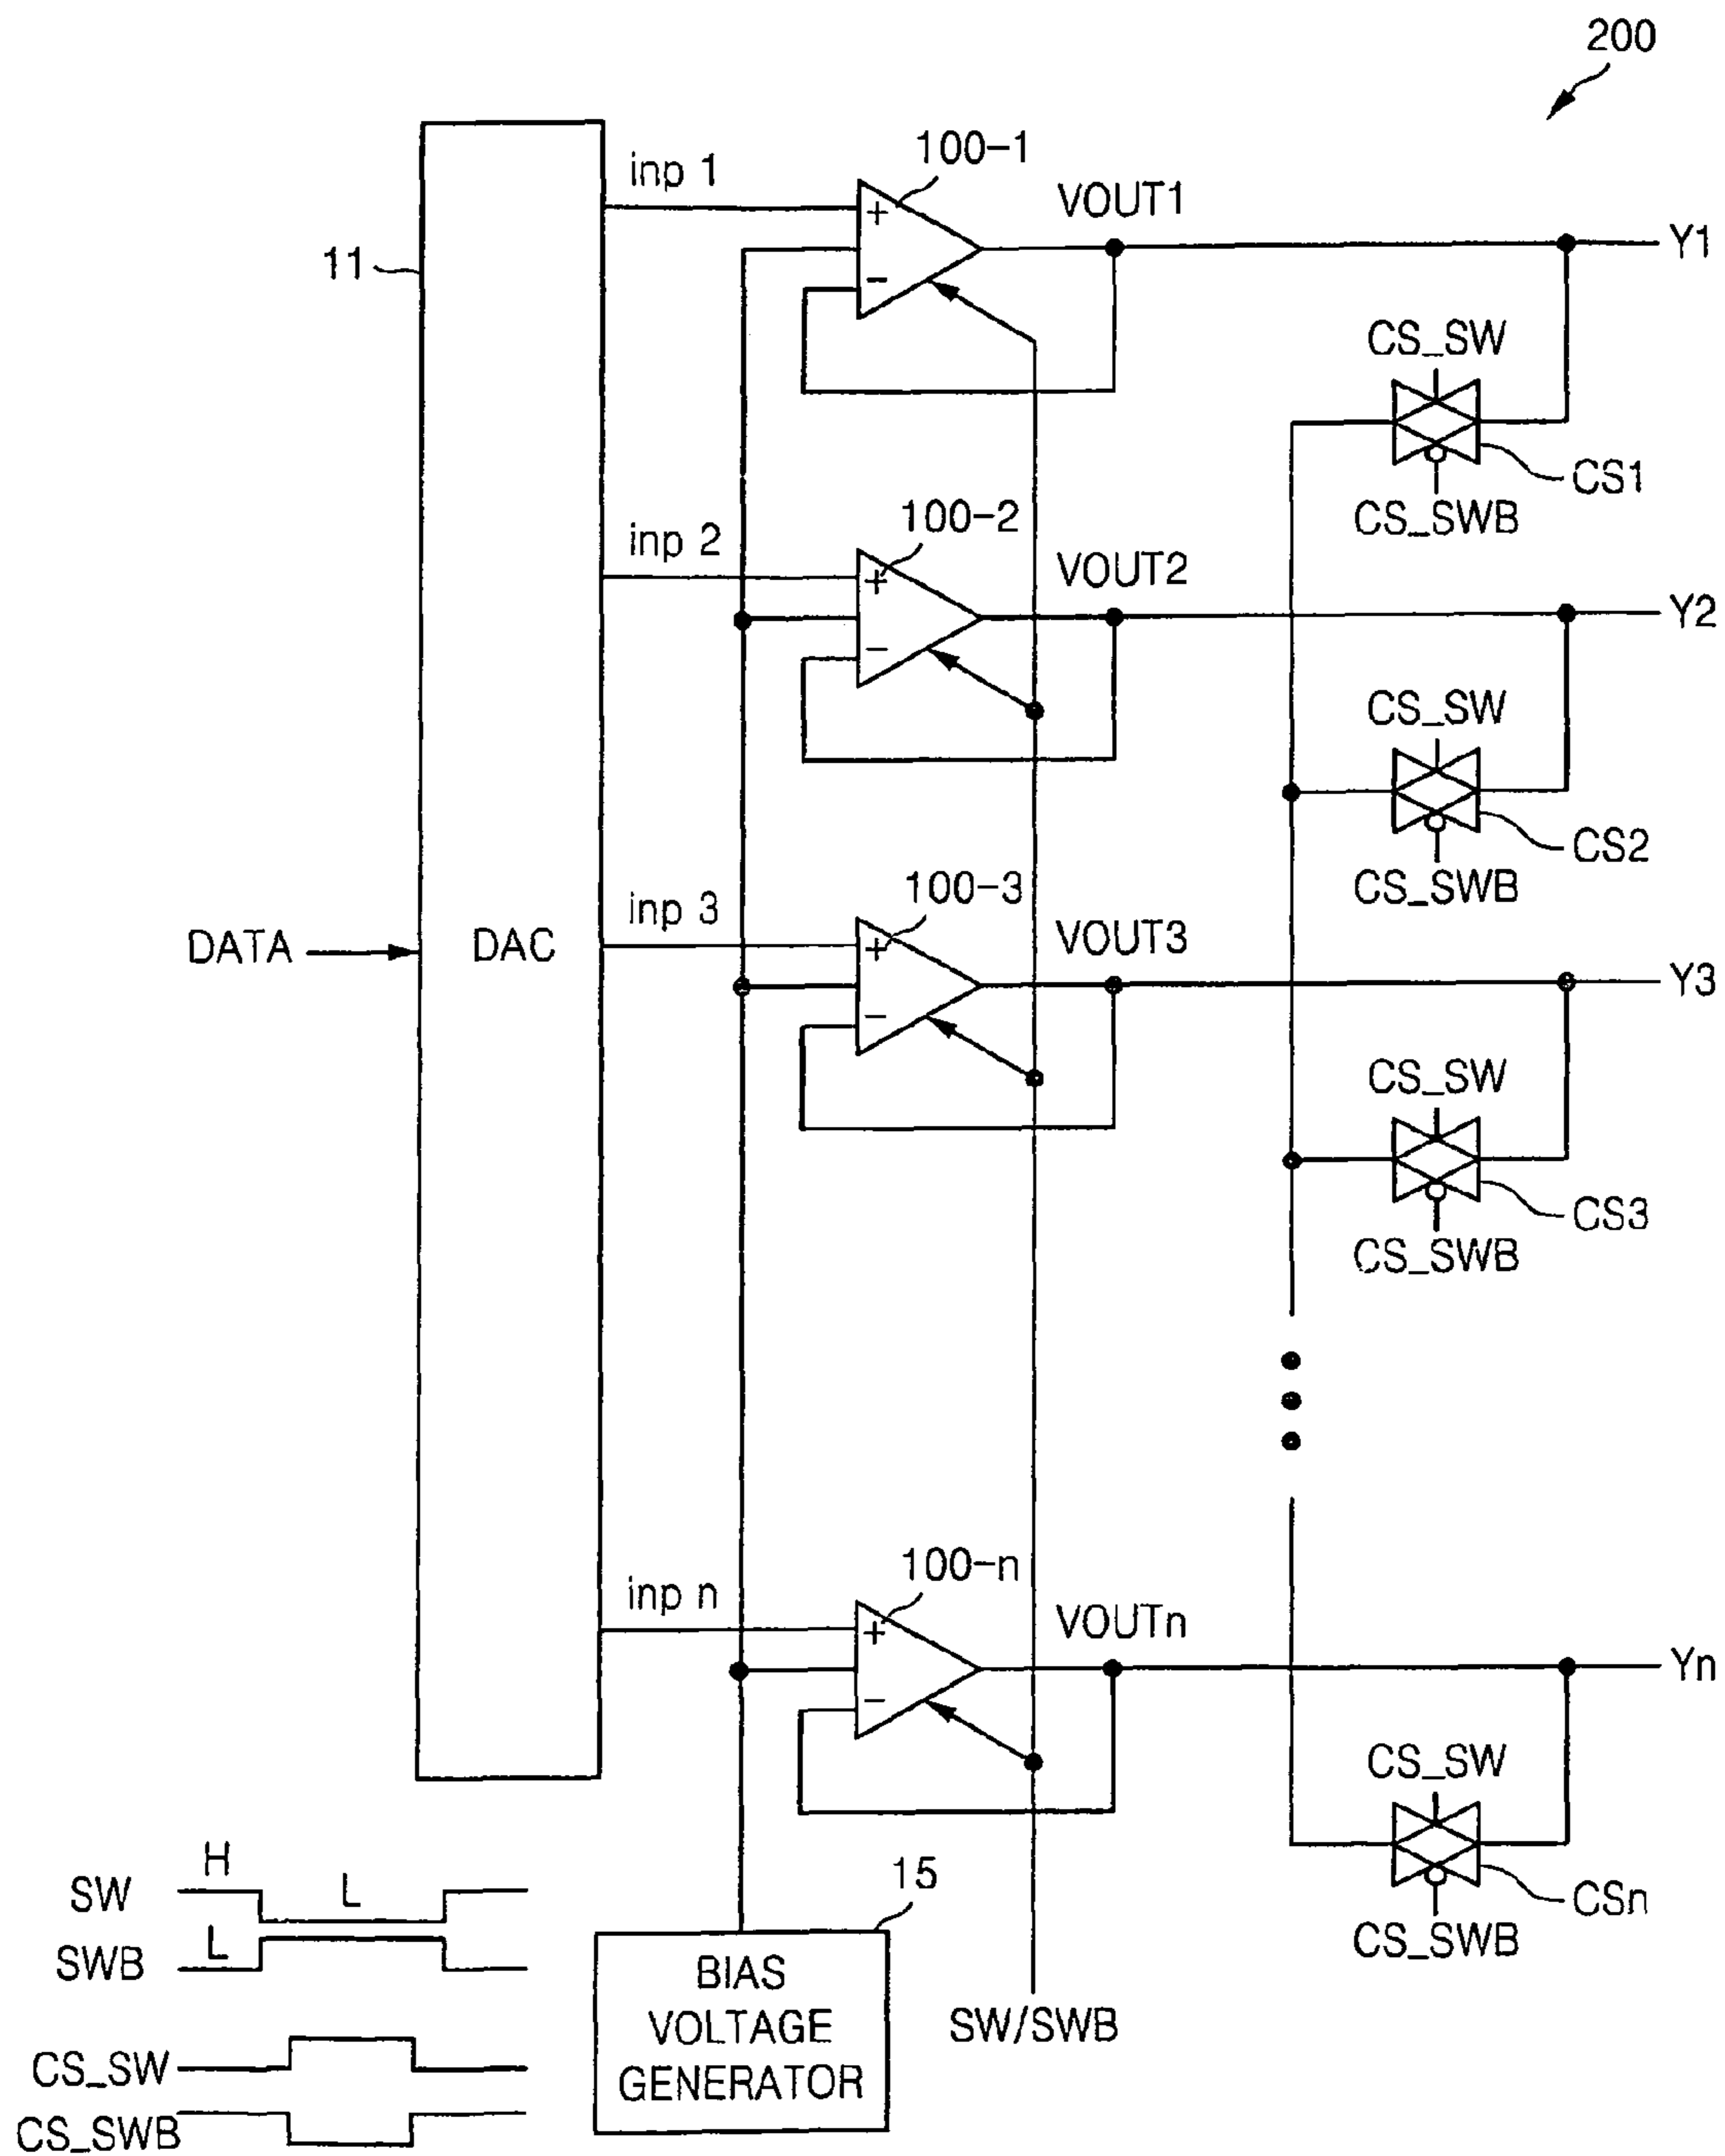 200
100-1
inp 1
VOUT1
+
-
Y1
11
CS_SW
CS1
CS_SWB
100-2
inp 2
VOUT2
+
-
Y2
CS_SW
CS2
CS_SWB
100-3
inp 3
VOUT3
DATA
DAC
+
-
Y3
CS_SW
CS3
CS_SWB
100-n
inp n
VOUTn
+
-
Yn
CS_SW
CSn
CS_SWB
H
SW
L
L
SWB
CS_SW
CS_SWB
15
BIAS
VOLTAGE
GENERATOR
SW/SWB